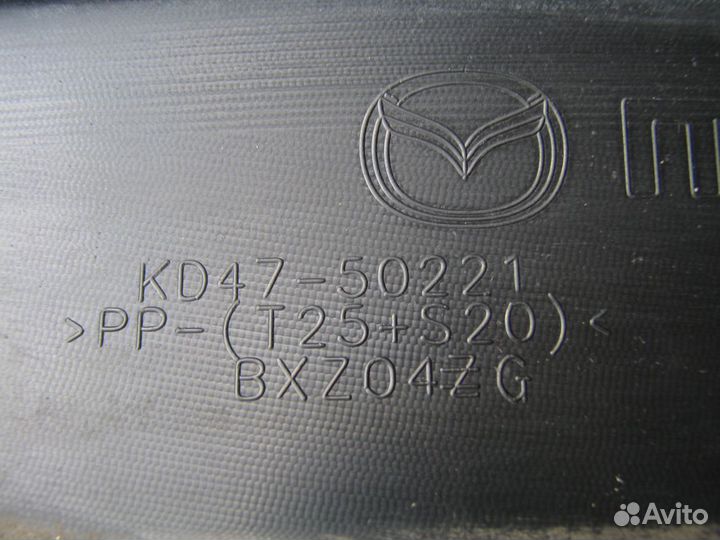 KD47-50221
>PP-(T25+S20)<
BXZ04ZG
Avito